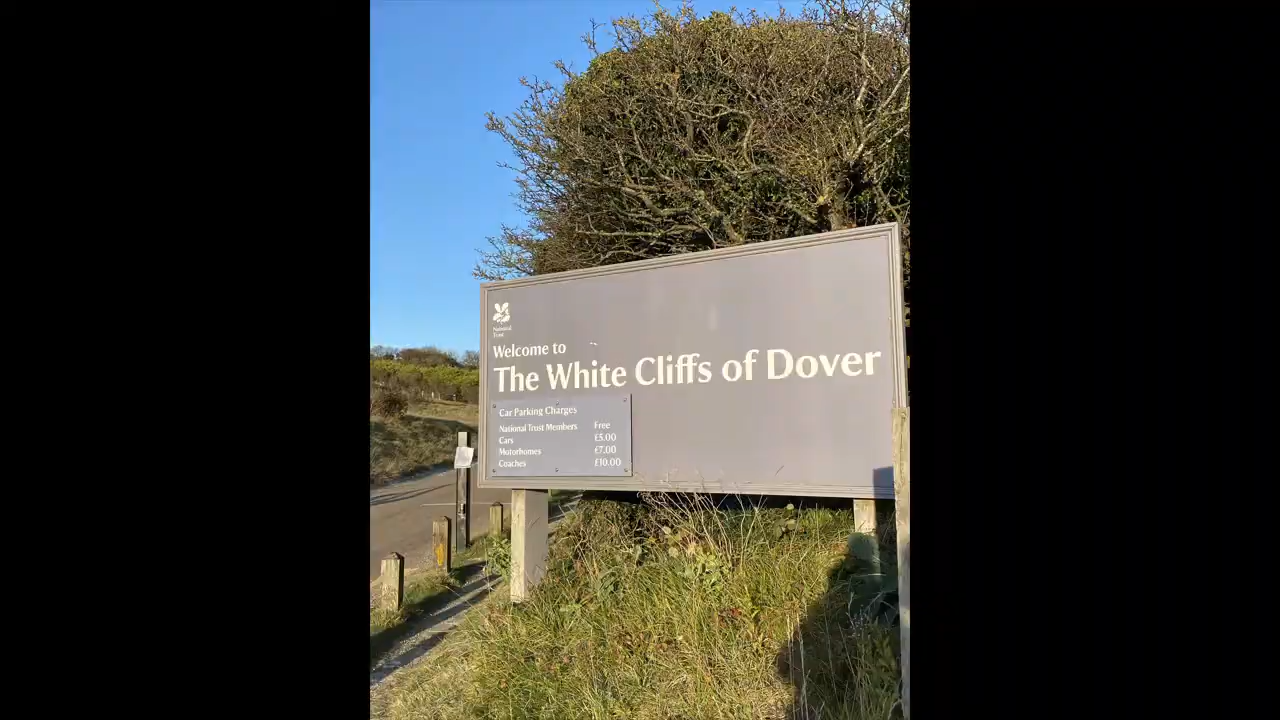 National
Trust
Welcome to
The White Cliffs of Dover
Car Parking Charges
National Trust Members Free
Cars £5.00
Motorhomes £7.00
Coaches £10.00